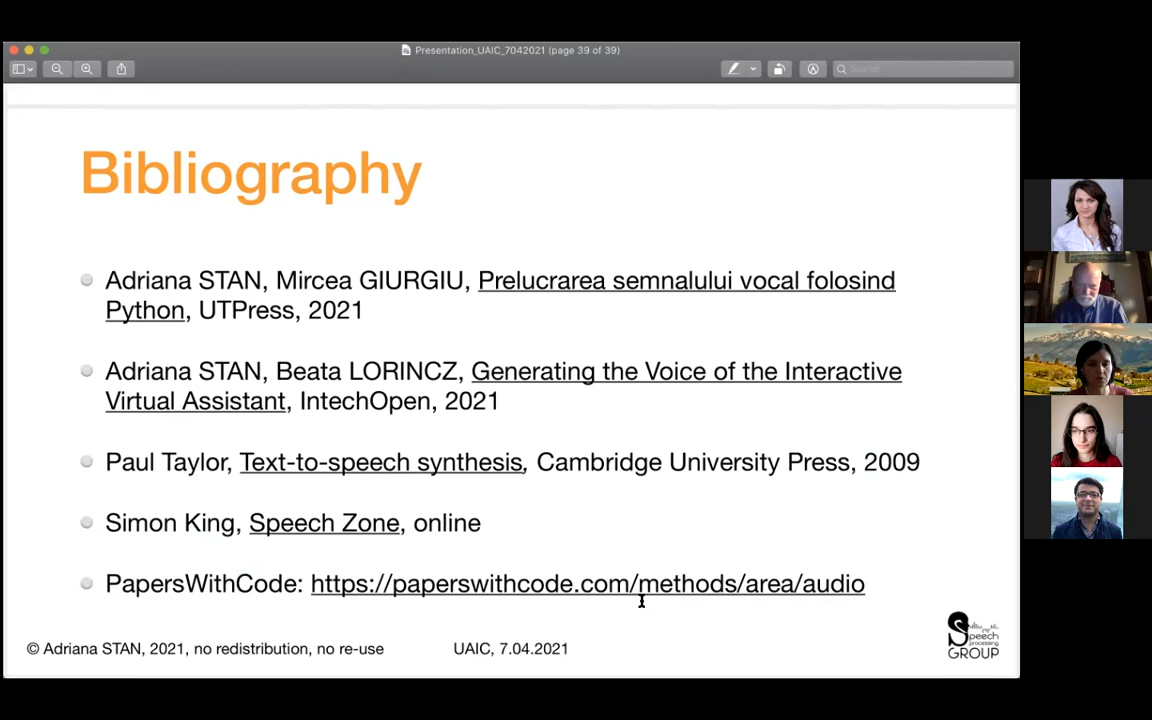 Presentation_UAIC_7042021 (page 39 of 39)
Search
Bibliography
Adriana STAN, Mircea GIURGIU, Prelucrarea semnalului vocal folosind
Python, UTPress, 2021
Adriana STAN, Beata LORINCZ, Generating the Voice of the Interactive
Virtual Assistant, IntechOpen, 2021
Paul Taylor, Text-to-speech synthesis, Cambridge University Press, 2009
Simon King, Speech Zone, online
PapersWithCode: https://paperswithcode.com/methods/area/audio
© Adriana STAN, 2021, no redistribution, no re-use
UAIC, 7.04.2021
Speech
processing
GROUP